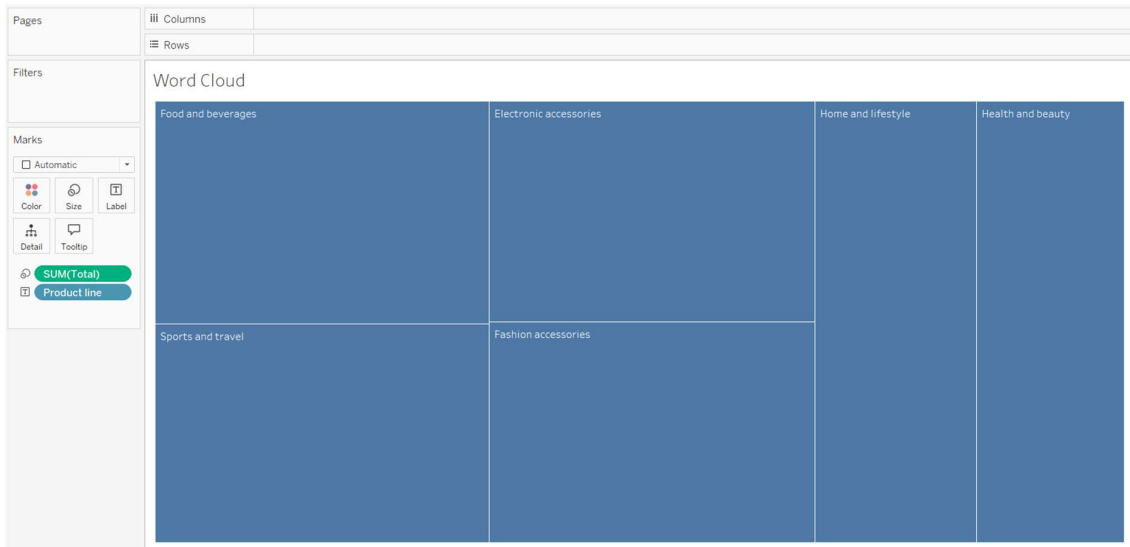 Pages
Columns
Rows
Filters
Word Cloud
Food and beverages
Electronic accessories
Home and lifestyle
Health and beauty
Marks
Automatic
Color
Size
T
Label
Detail
Tooltip
SUM(Total)
T
Product line
Sports and travel
Fashion accessories